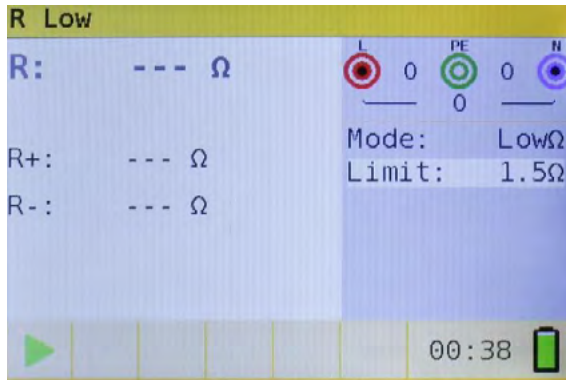 R Low
R: --- Ω
R+: --- Ω
R-: --- Ω
L PE N
0 0
0
Mode: LowΩ
Limit: 1.5Ω
00:38